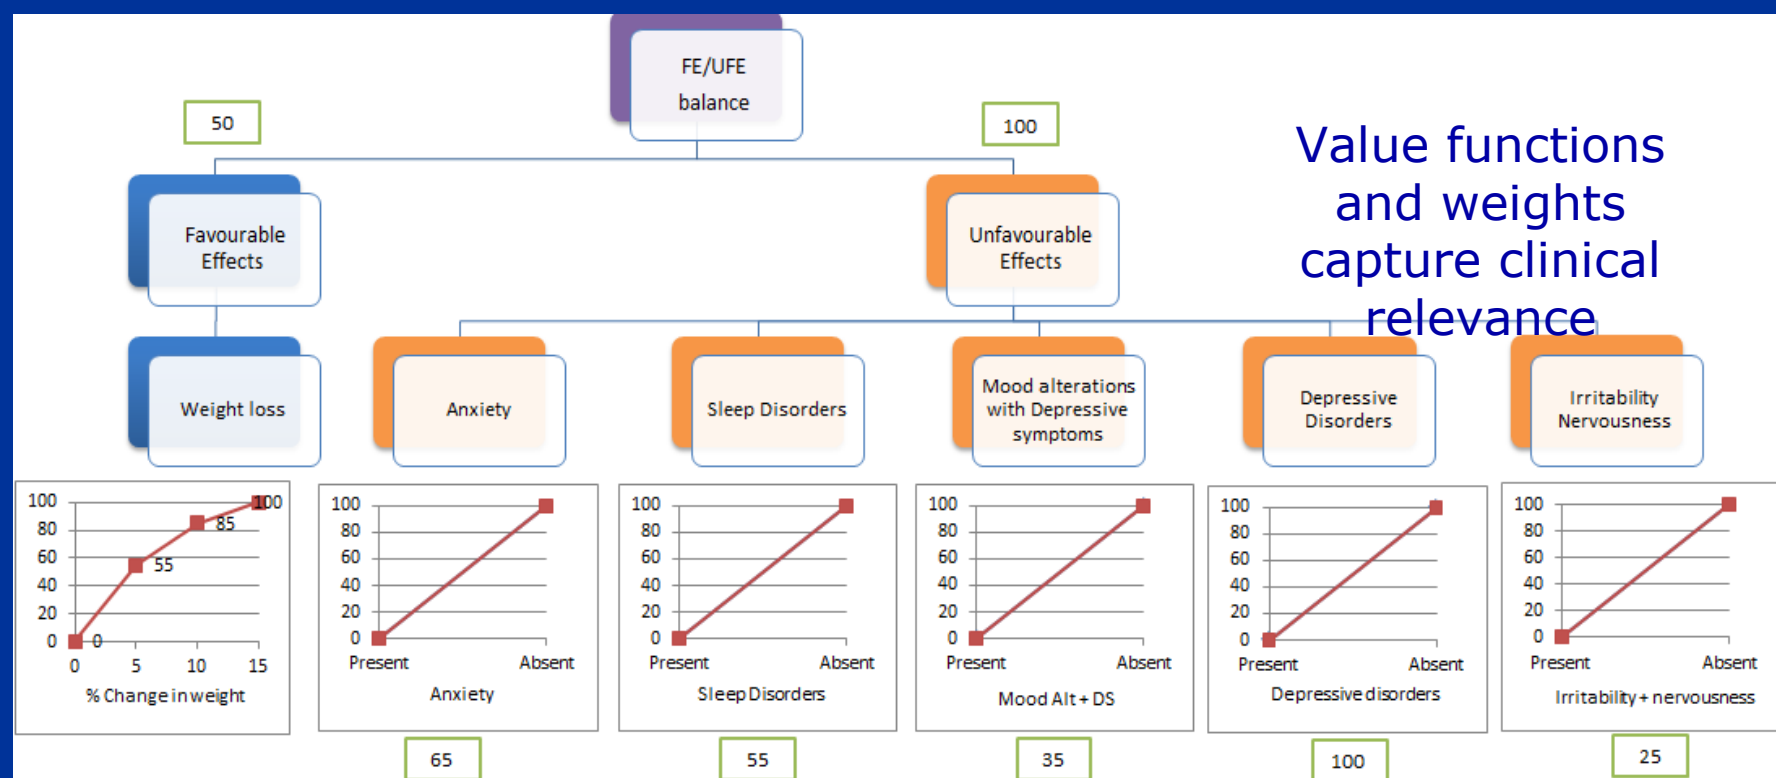 FE/UFE
balance
50
100
Value functions
and weights
capture clinical
relevance
Favourable
Effects
Unfavourable
Effects
Weight loss
Anxiety
Sleep Disorders
Mood alterations
with Depressive
symptoms
Depressive
Disorders
Irritability
Nervousness
100
80
60
40
20
0
0
55
85
100
0 5 10 15
% Change in weight
100
80
60
40
20
0
Present Absent
Anxiety
65
100
80
60
40
20
0
Present Absent
Sleep Disorders
55
100
80
60
40
20
0
Present Absent
Mood Alt + DS
35
100
80
60
40
20
0
Present Absent
Depressive disorders
100
100
80
60
40
20
0
Present Absent
Irritability + nervousness
25